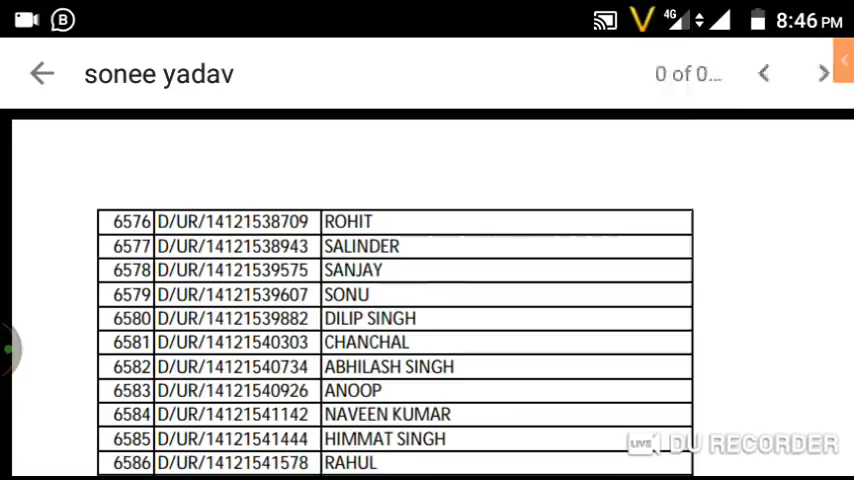 B 4G 8:46 PM
sonee yadav 0 of 0...
6576 D/UR/14121538709 ROHIT
6577 D/UR/14121538943 SALINDER
6578 D/UR/14121539575 SANJAY
6579 D/UR/14121539607 SONU
6580 D/UR/14121539882 DILIP SINGH
6581 D/UR/14121540303 CHANCHAL
6582 D/UR/14121540734 ABHILASH SINGH
6583 D/UR/14121540926 ANOOP
6584 D/UR/14121541142 NAVEEN KUMAR
6585 D/UR/14121541444 HIMMAT SINGH
LIVE DU RECORDER
6586 D/UR/14121541578 RAHUL